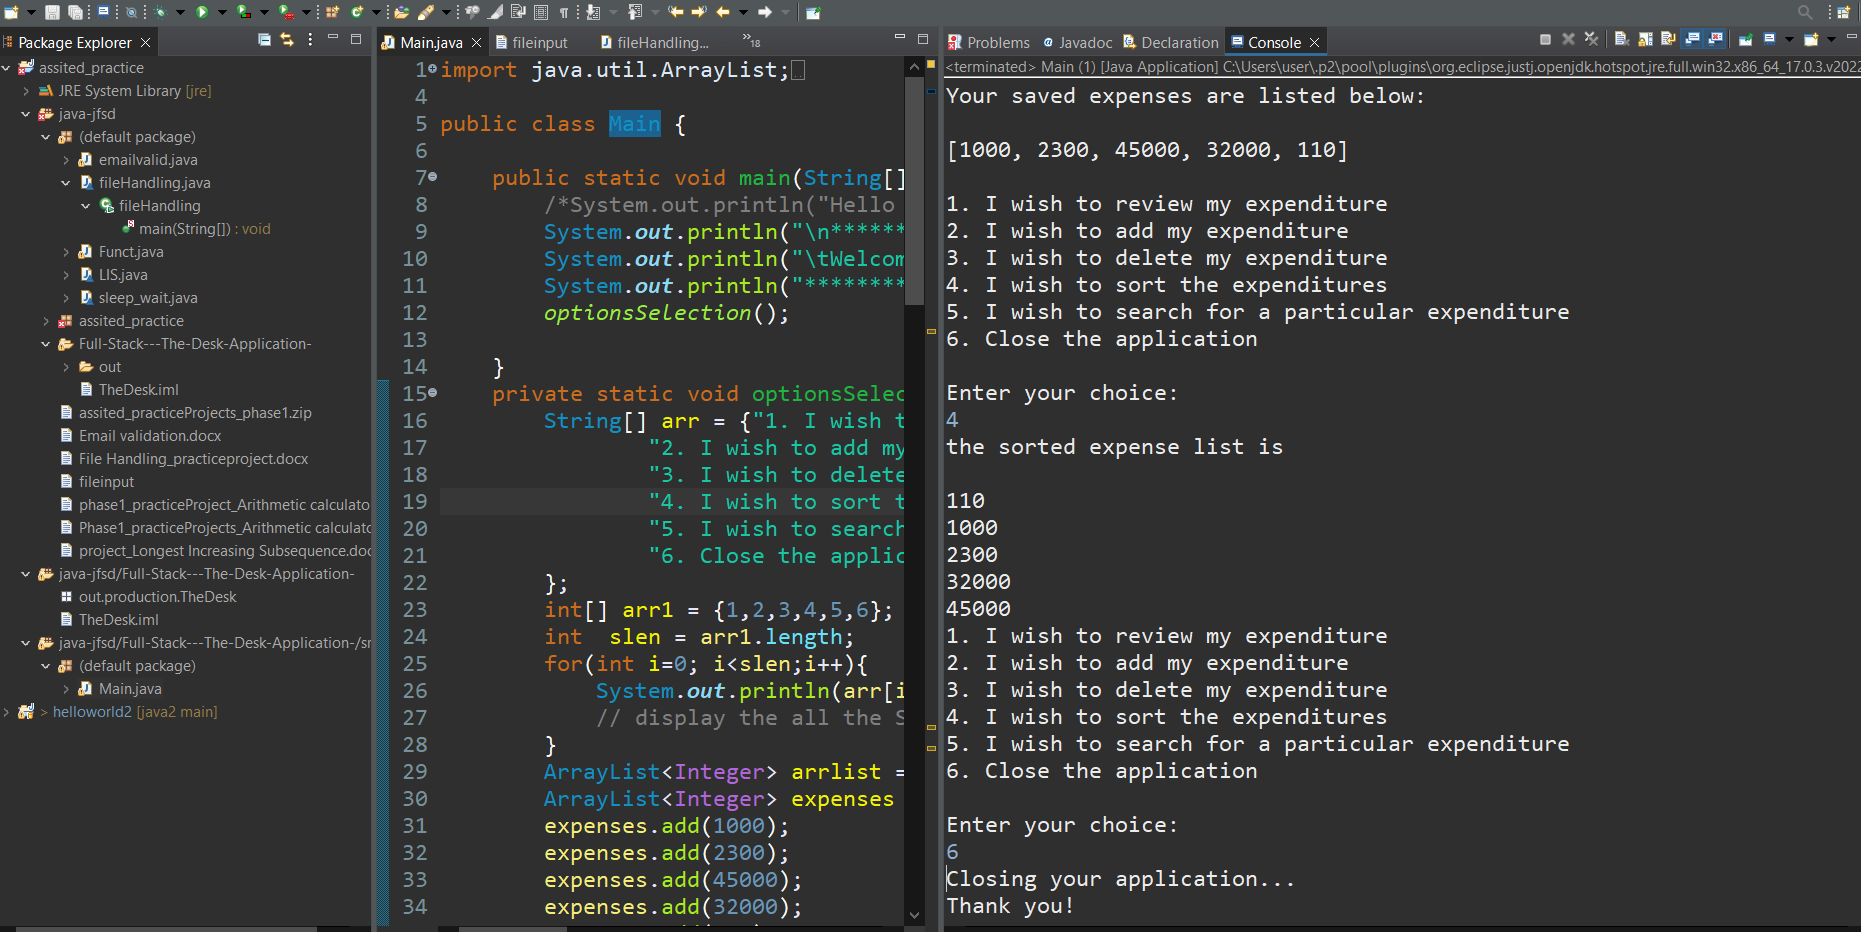 Package Explorer
assited_practice
JRE System Library [jre]
java-jfsd
(default package)
emailvalid.java
fileHandling.java
fileHandling
main(String[]) : void
Funct.java
LIS.java
sleep_wait.java
assited_practice
Full-Stack---The-Desk-Application-
out
TheDesk.iml
assited_practiceProjects_phase1.zip
Email validation.docx
File Handling_practiceproject.docx
fileinput
phase1_practiceProject_Arithmetic calculato
Phase1_practiceProjects_Arithmetic calculato
project_Longest Increasing Subsequence.doc
java-jfsd/Full-Stack---The-Desk-Application-
out.production.TheDesk
TheDesk.iml
java-jfsd/Full-Stack---The-Desk-Application-/sr
(default package)
Main.java
> helloworld2 [java2 main]
Main.java fileinput fileHandling... »18
1 import java.util.ArrayList;
4
5 public class Main {
6
7 public static void main(String[]
8 /*System.out.println("Hello
9 System.out.println("\n******
10 System.out.println("\tWelcom
11 System.out.println("********
12 optionsSelection();
13
14 }
15 private static void optionsSelec
16 String[] arr = {"1. I wish t
17 "2. I wish to add my
18 "3. I wish to delete
19 "4. I wish to sort t
20 "5. I wish to search
21 "6. Close the applic
22 };
23 int[] arr1 = {1,2,3,4,5,6};
24 int  slen = arr1.length;
25 for(int i=0; i<slen;i++){
26 System.out.println(arr[i
27 // display the all the S
28 }
29 ArrayList<Integer> arrlist =
30 ArrayList<Integer> expenses
31 expenses.add(1000);
32 expenses.add(2300);
33 expenses.add(45000);
34 expenses.add(32000);
Problems @ Javadoc Declaration Console
<terminated> Main (1) [Java Application] C:\Users\user\.p2\pool\plugins\org.eclipse.justj.openjdk.hotspot.jre.full.win32.x86_64_17.0.3.v2022
Your saved expenses are listed below:
[1000, 2300, 45000, 32000, 110]
1. I wish to review my expenditure
2. I wish to add my expenditure
3. I wish to delete my expenditure
4. I wish to sort the expenditures
5. I wish to search for a particular expenditure
6. Close the application
Enter your choice:
4
the sorted expense list is
110
1000
2300
32000
45000
1. I wish to review my expenditure
2. I wish to add my expenditure
3. I wish to delete my expenditure
4. I wish to sort the expenditures
5. I wish to search for a particular expenditure
6. Close the application
Enter your choice:
6
Closing your application...
Thank you!